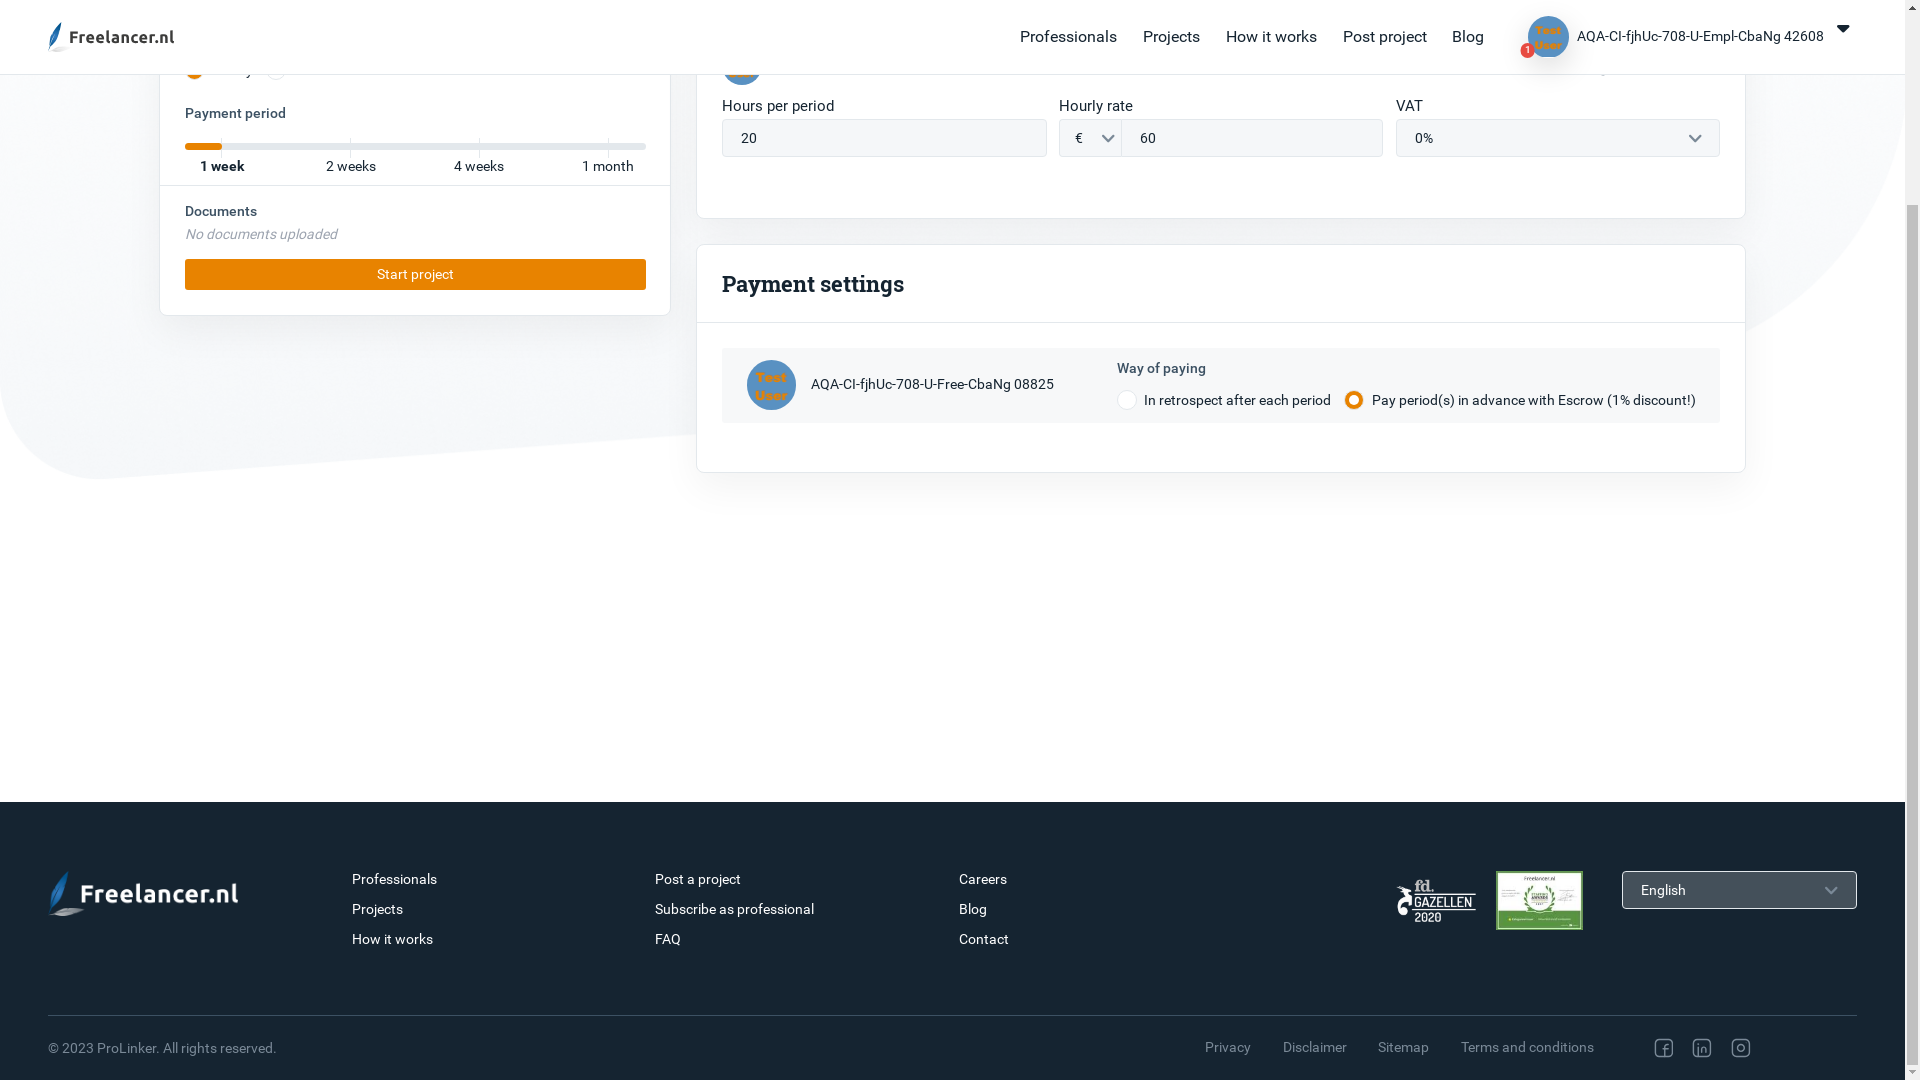 Freelancer.nl
Professionals
Projects
How it works
Post project
Blog
Test
User
1
AQA-CI-fjhUc-708-U-Empl-CbaNg 42608
Payment period
1 week
2 weeks
4 weeks
1 month
Documents
No documents uploaded
Start project
Hours per period
Hourly rate
VAT
20
€
60
0%
Payment settings
Test
User
AQA-CI-fjhUc-708-U-Free-CbaNg 08825
Way of paying
In retrospect after each period
Pay period(s) in advance with Escrow (1% discount!)
Freelancer.nl
Professionals
Projects
How it works
Post a project
Subscribe as professional
FAQ
Careers
Blog
Contact
fd.
GAZELLEN
2020
Freelancer.nl
English
© 2023 ProLinker. All rights reserved.
Privacy
Disclaimer
Sitemap
Terms and conditions